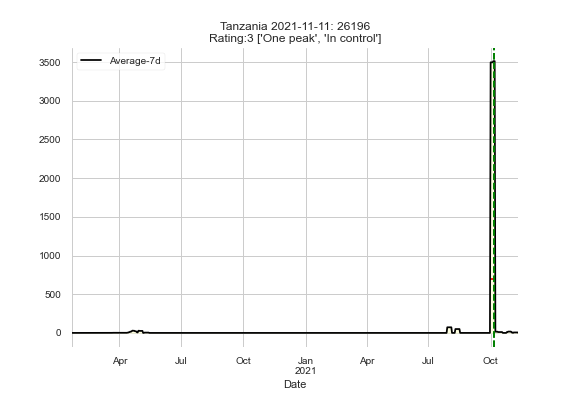 Tanzania 2021-11-11: 26196
Rating:3 ['One peak', 'In control']
Average-7d
3500
3000
2500
2000
1500
1000
500
0
Apr Jul Oct Jan Apr Jul Oct
2021
Date